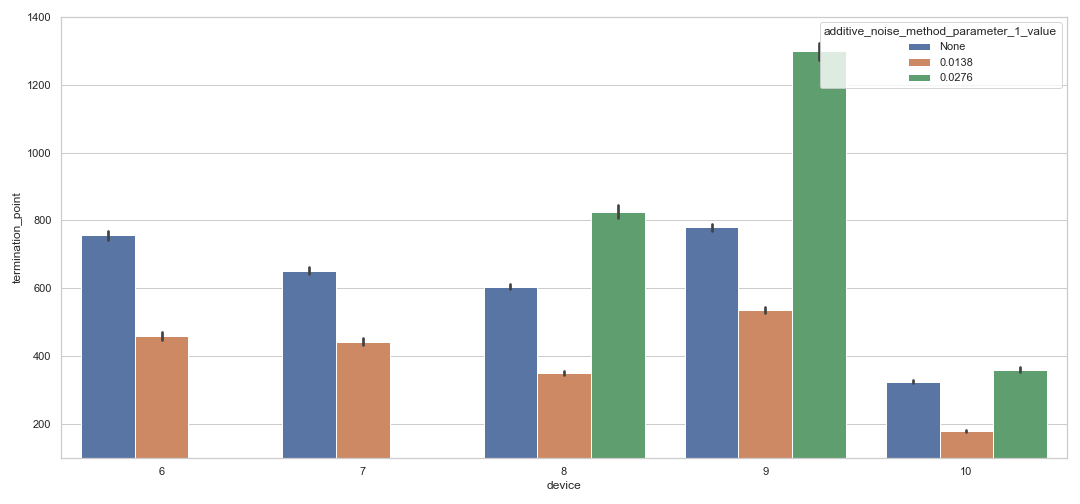 additive_noise_method_parameter_1_value
None
0.0138
0.0276
1400
1200
1000
800
600
400
200
termination_point
6 7 8 9 10
device